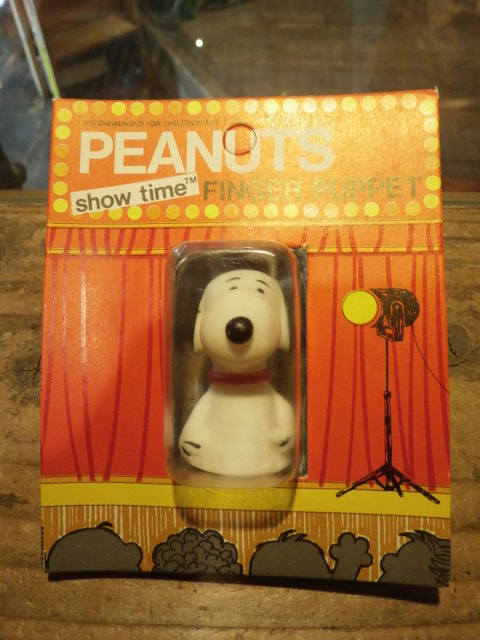 RECOMMENDED FOR CHILDREN AGE
PEANUTS
show time™
FINGER PUPPET